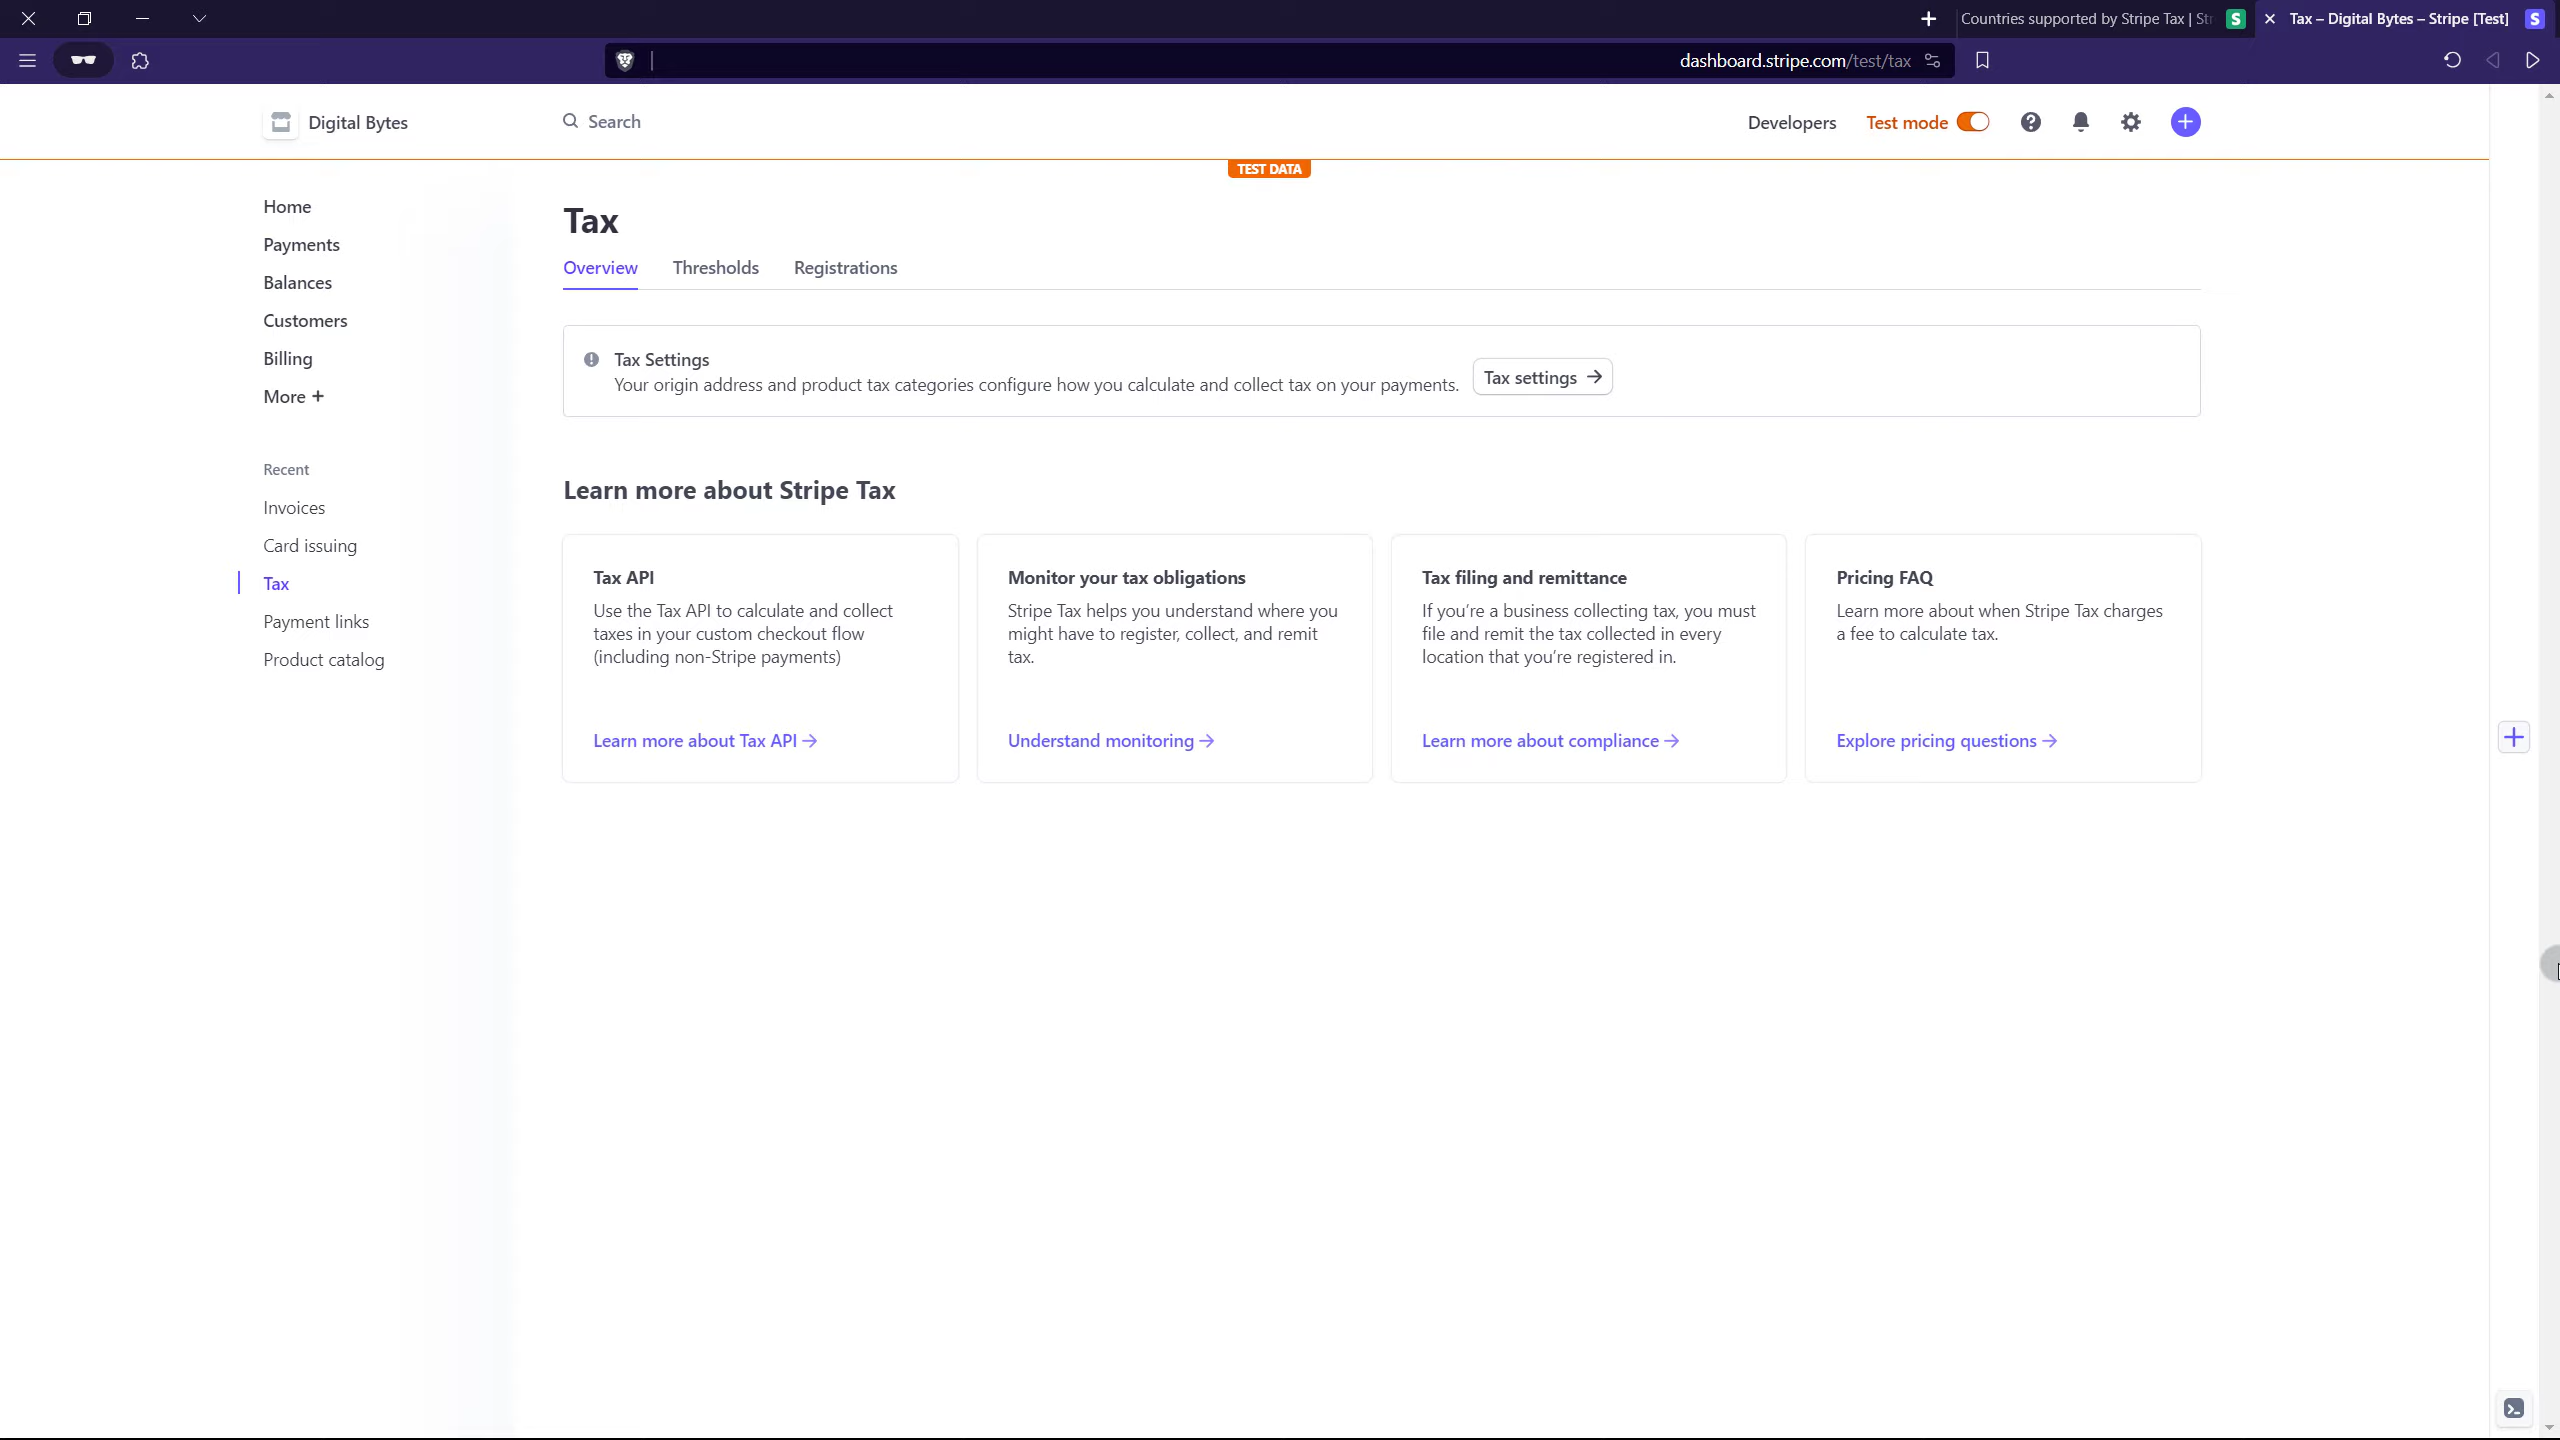 Countries supported by Stripe Tax | St
Tax – Digital Bytes – Stripe [Test]
dashboard.stripe.com/test/tax
Digital Bytes
Search
Developers
Test mode
TEST DATA
Home
Payments
Balances
Customers
Billing
More +
Recent
Invoices
Card issuing
Tax
Payment links
Product catalog
Tax
Overview
Thresholds
Registrations
Tax Settings
Your origin address and product tax categories configure how you calculate and collect tax on your payments.
Tax settings →
Learn more about Stripe Tax
Tax API
Use the Tax API to calculate and collect
taxes in your custom checkout flow
(including non-Stripe payments)
Learn more about Tax API →
Monitor your tax obligations
Stripe Tax helps you understand where you
might have to register, collect, and remit
tax.
Understand monitoring →
Tax filing and remittance
If you're a business collecting tax, you must
file and remit the tax collected in every
location that you're registered in.
Learn more about compliance →
Pricing FAQ
Learn more about when Stripe Tax charges
a fee to calculate tax.
Explore pricing questions →